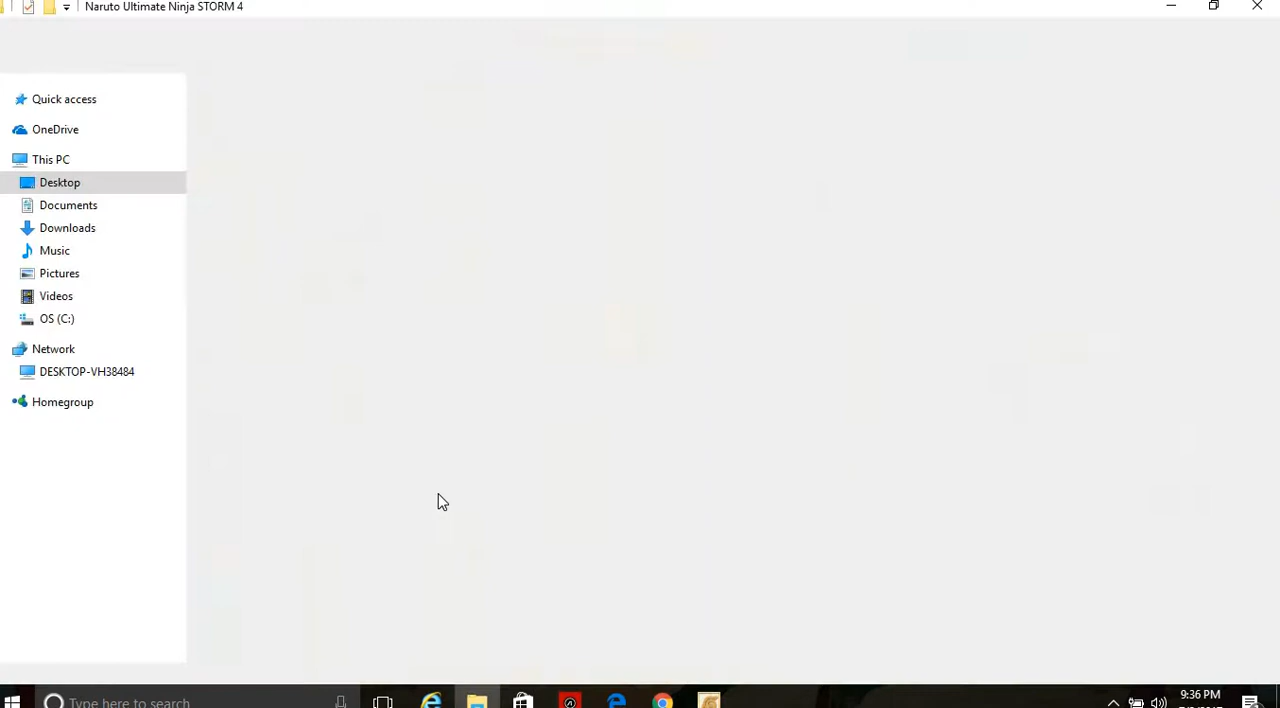 Naruto Ultimate Ninja STORM 4
Quick access
OneDrive
This PC
Desktop
Documents
Downloads
Music
Pictures
Videos
OS (C:)
Network
DESKTOP-VH38484
Homegroup
Type here to search
9:36 PM